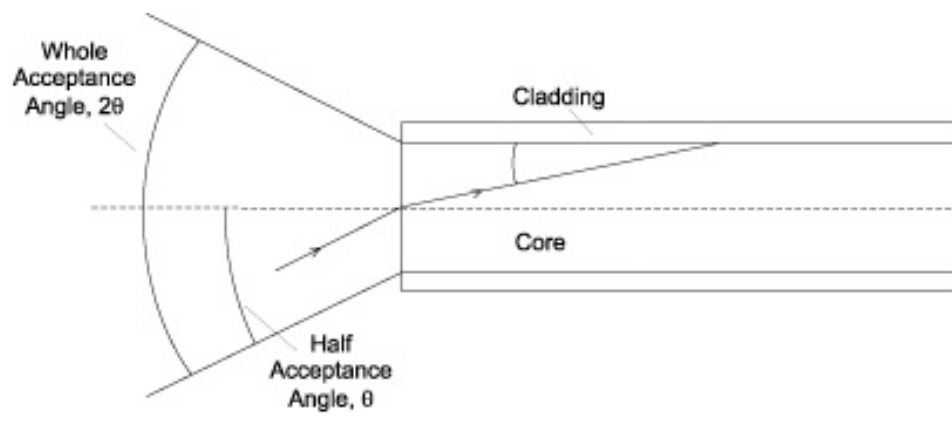 Whole
Acceptance
Angle, 2θ
Cladding
Core
Half
Acceptance
Angle, θ